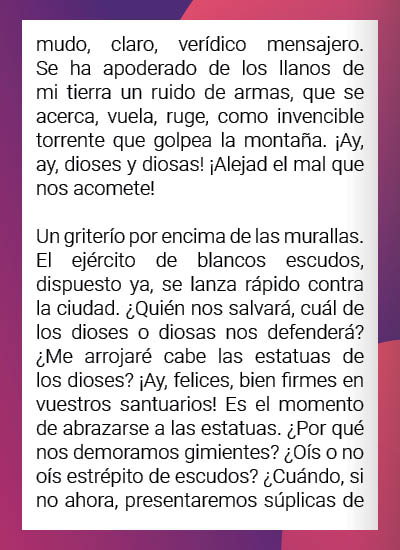 mudo, claro, verídico mensajero.
Se ha apoderado de los llanos de
mi tierra un ruido de armas, que se
acerca, vuela, ruge, como invencible
torrente que golpea la montaña. ¡Ay,
ay, dioses y diosas! ¡Alejad el mal que
nos acomete!

Un griterío por encima de las murallas.
El ejército de blancos escudos,
dispuesto ya, se lanza rápido contra
la ciudad. ¿Quién nos salvará, cuál de
los dioses o diosas nos defenderá?
¿Me arrojaré cabe las estatuas de
los dioses? ¡Ay, felices, bien firmes en
vuestros santuarios! Es el momento
de abrazarse a las estatuas. ¿Por qué
nos demoramos gimientes? ¿Oís o no
oís estrépito de escudos? ¿Cuándo, si
no ahora, presentaremos súplicas de